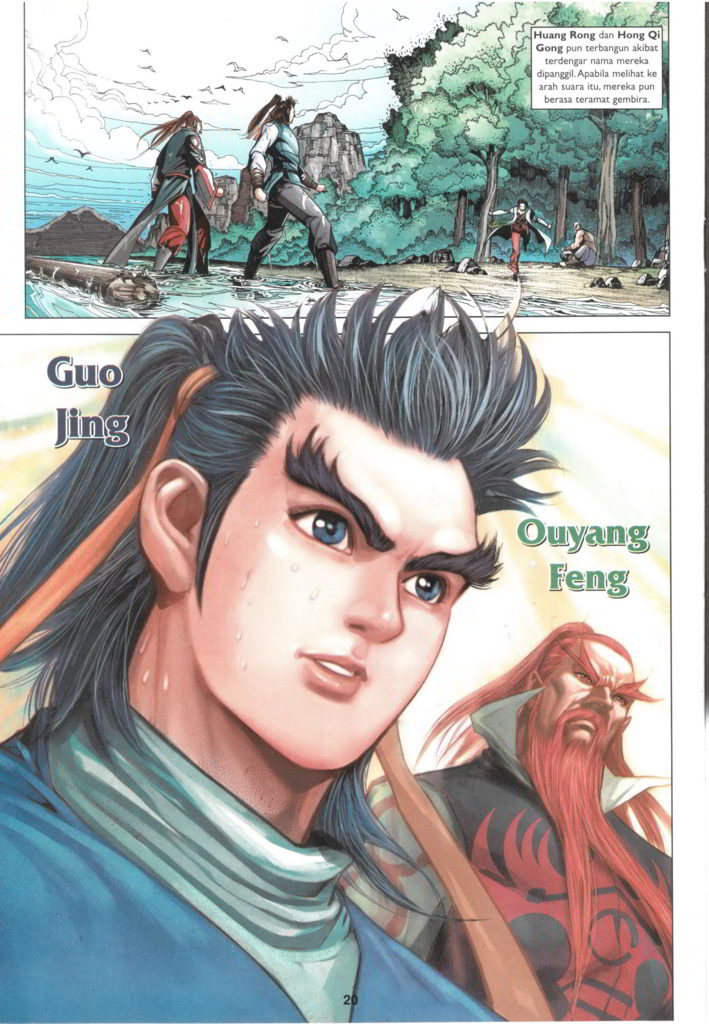 Huang Rong dan Hong Qi
Gong pun terbangun akibat
terdengar nama mereka
dipanggil. Apabila melihat ke
arah suara itu, mereka pun
berasa teramat gembira.
Guo
Jing
Ouyang
Feng
20